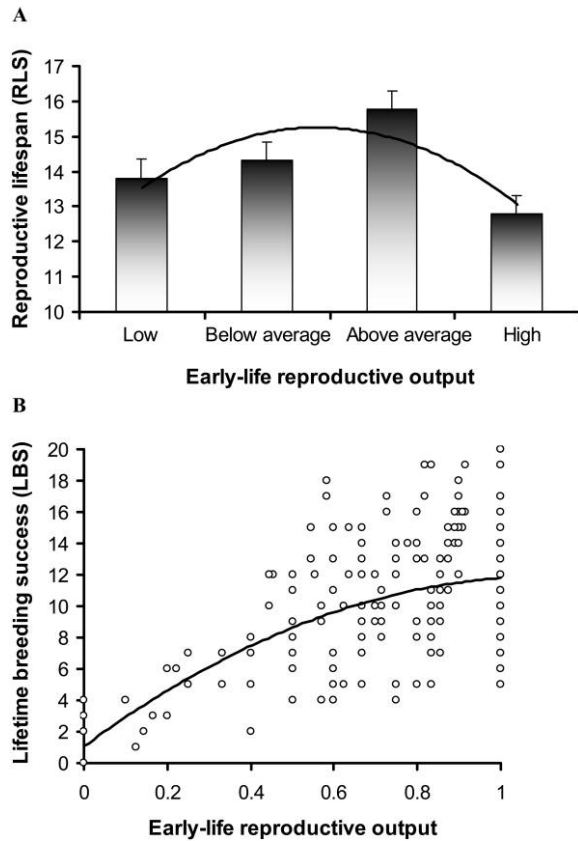 A
Reproductive lifespan (RLS)
17
16
15
14
13
12
11
10
Low Below average Above average High
Early-life reproductive output
B
Lifetime breeding success (LBS)
20
18
16
14
12
10
8
6
4
2
0
0 0.2 0.4 0.6 0.8 1
Early-life reproductive output